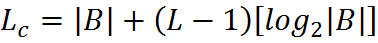 L_c = |B| + (L − 1)[log_2|B|]